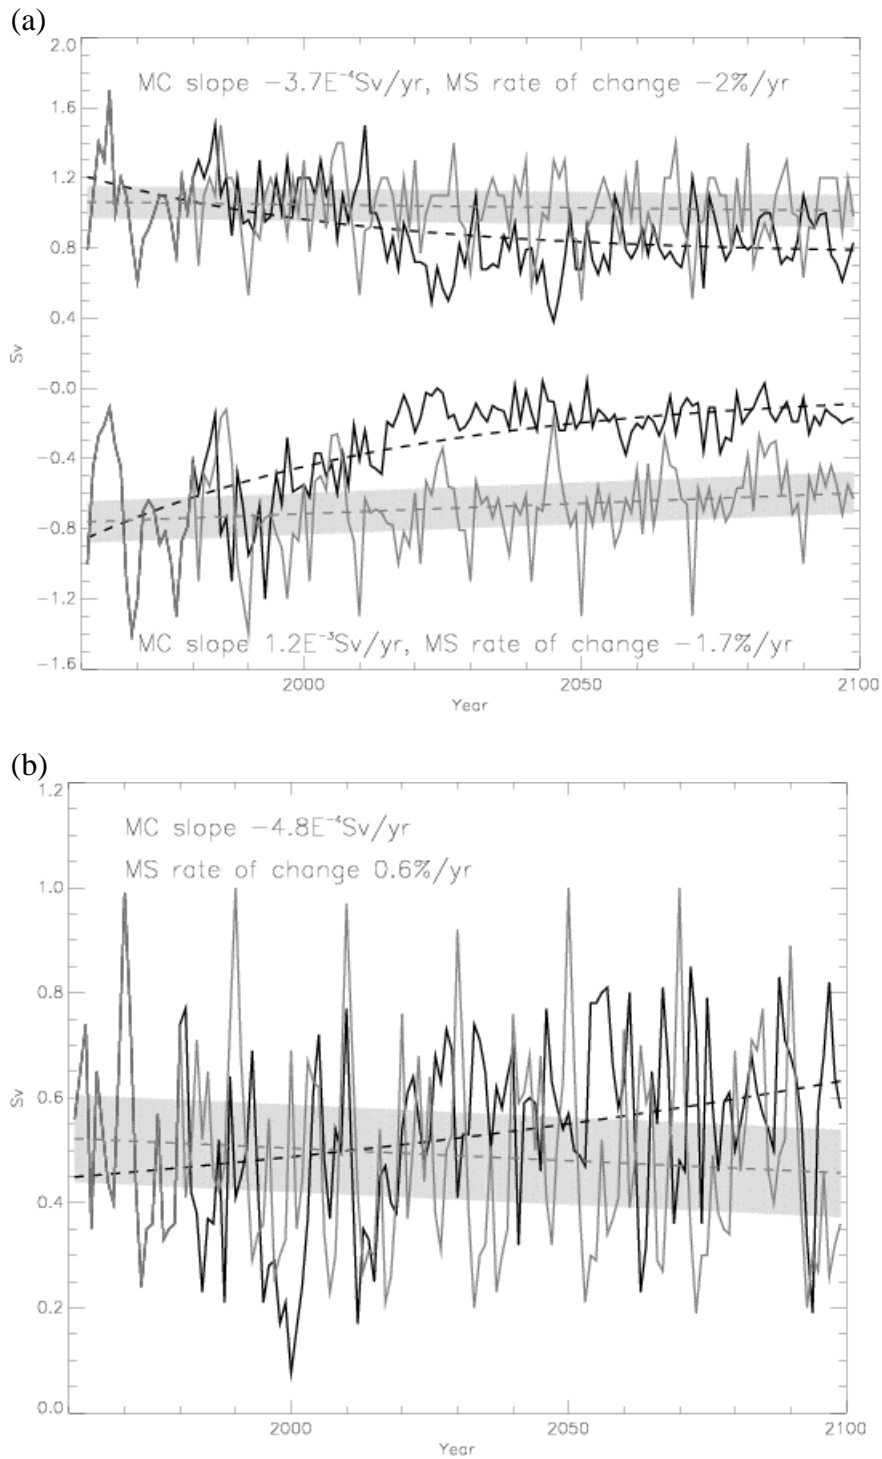 (a)
2.0
MC slope −3.7E⁻⁴Sv/yr, MS rate of change −2%/yr
1.6
1.2
0.8
0.4
Sv
−0.0
−0.4
−0.8
−1.2
MC slope 1.2E⁻³Sv/yr, MS rate of change −1.7%/yr
−1.6
2000 2050 2100
Year
(b)
1.2
MC slope −4.8E⁻⁴Sv/yr
MS rate of change 0.6%/yr
1.0
0.8
0.6
Sv
0.4
0.2
0.0
2000 2050 2100
Year